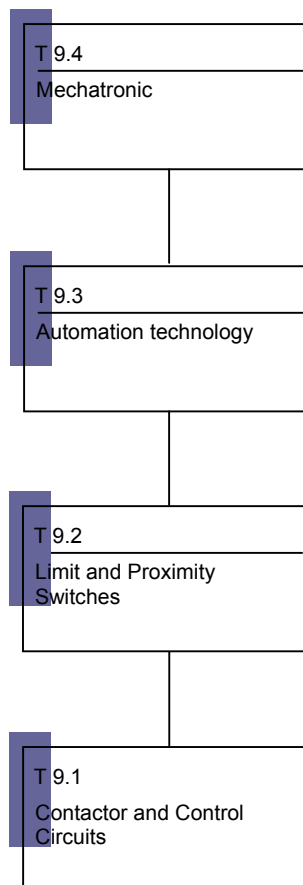 T 9.4
Mechatronic
T 9.3
Automation technology
T 9.2
Limit and Proximity
Switches
T 9.1
Contactor and Control
Circuits